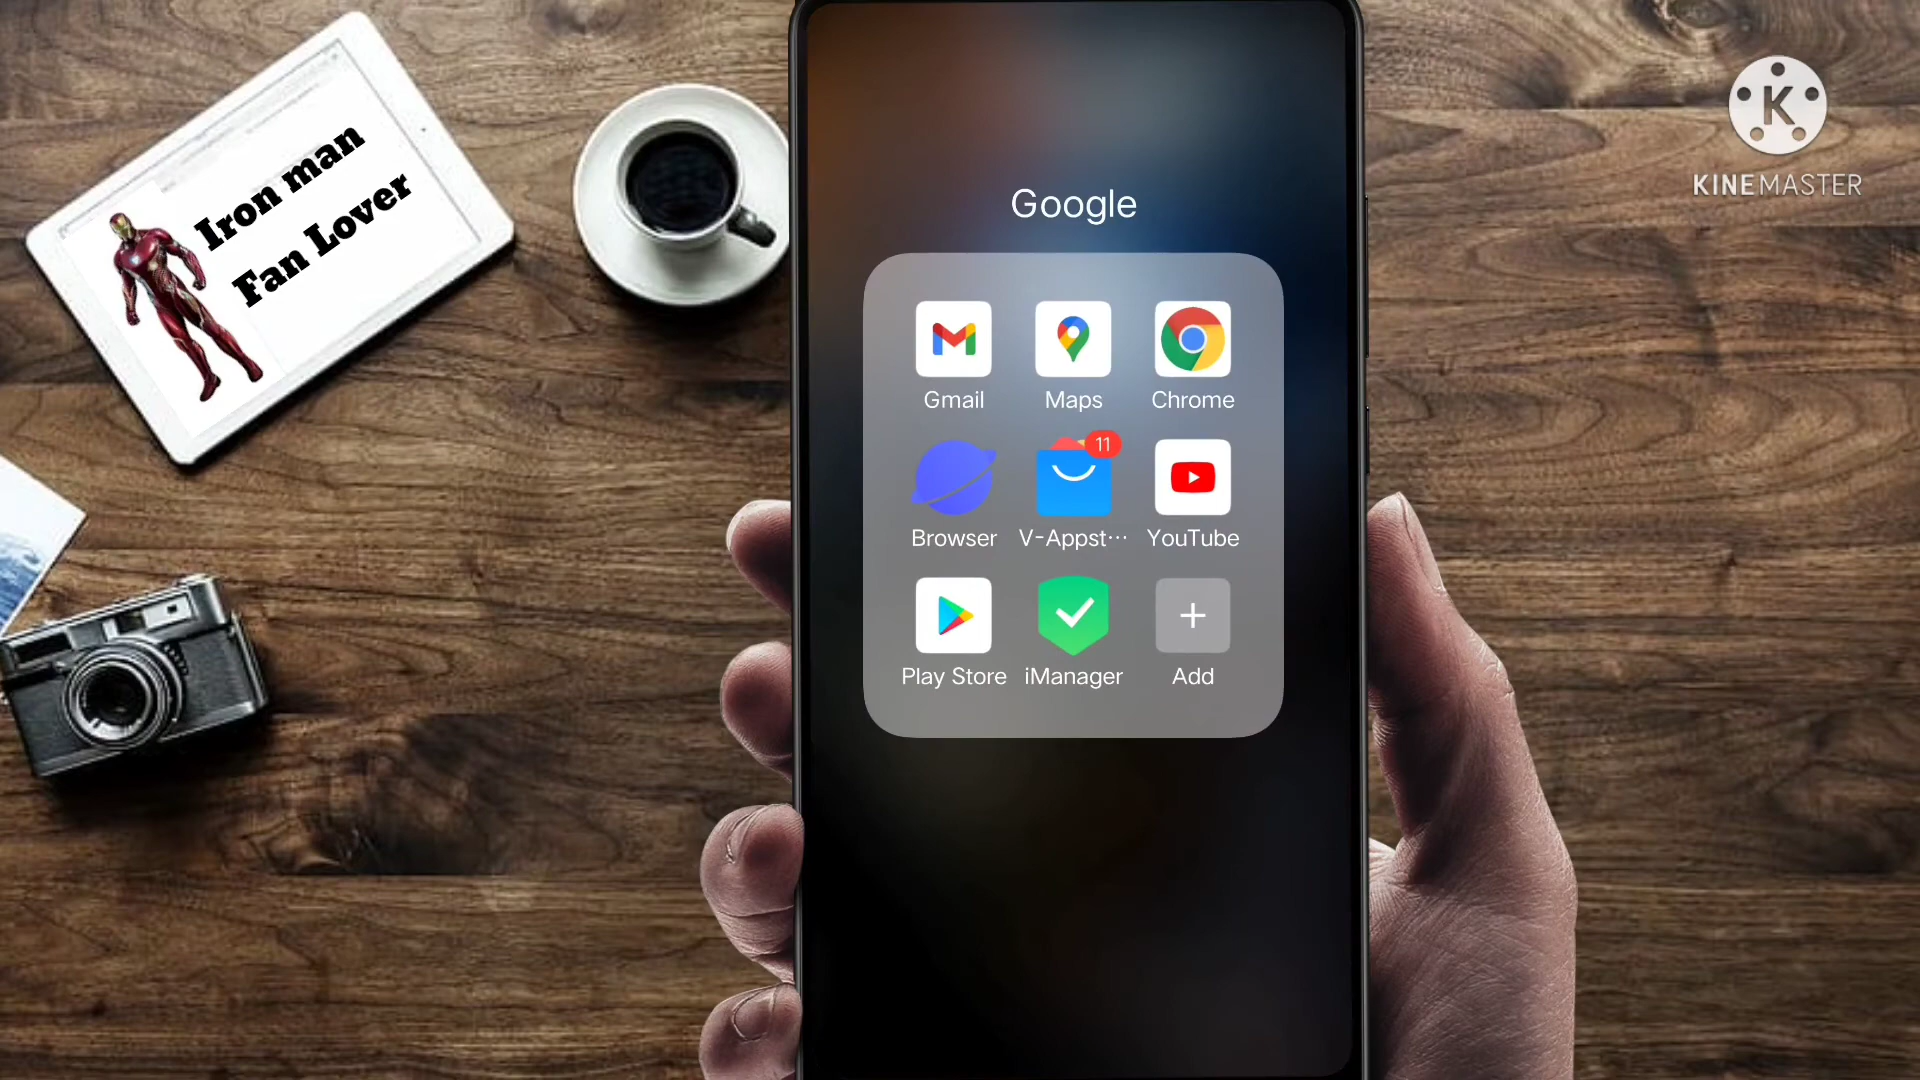 Iron man
Fan Lover
K
KINEMASTER
Google
Gmail
Maps
Chrome
11
Browser
V-Appst···
YouTube
Play Store
iManager
Add